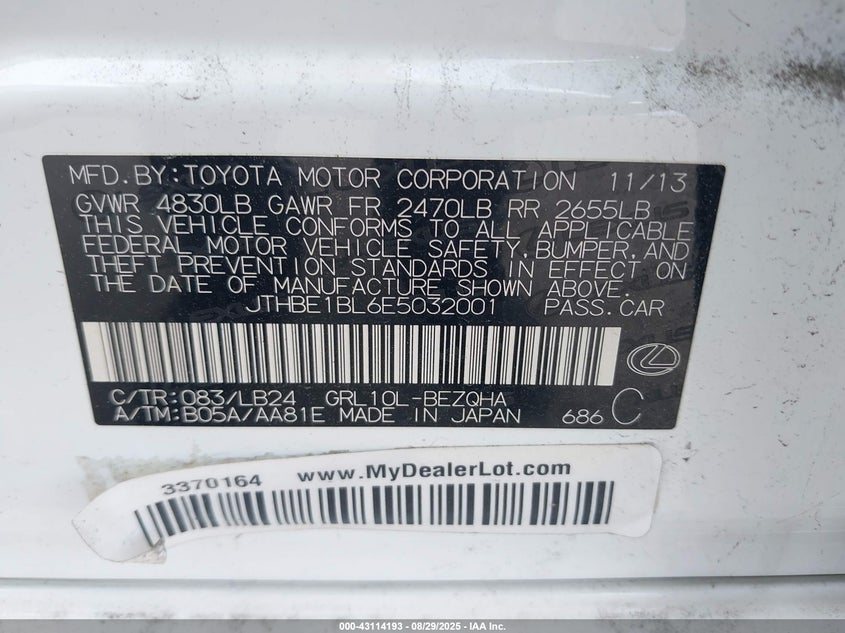 MFD.BY:TOYOTA MOTOR CORPORATION 11/13
GVWR 4830LB GAWR FR 2470LB RR 2655LB
THIS VEHICLE CONFORMS TO ALL APPLICABLE
FEDERAL MOTOR VEHICLE SAFETY,BUMPER,AND
THEFT PREVENTION STANDARDS IN EFFECT ON
THE DATE OF MANUFACTURE SHOWN ABOVE.
JTHBE1BL6E5032001 PASS.CAR
C/TR:083/LB24 GRL10L-BEZQHA
A/TM:B05A/AA81E MADE IN JAPAN 686 C
3370164 www.MyDealerLot.com
000-43114193 - 08/29/2025 - IAA Inc.